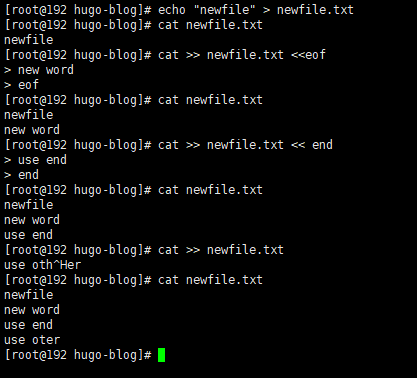 [root@192 hugo-blog]# echo "newfile" > newfile.txt
[root@192 hugo-blog]# cat newfile.txt
newfile
[root@192 hugo-blog]# cat >> newfile.txt <<eof
> new word
> eof
[root@192 hugo-blog]# cat newfile.txt
newfile
new word
[root@192 hugo-blog]# cat >> newfile.txt << end
> use end
> end
[root@192 hugo-blog]# cat newfile.txt
newfile
new word
use end
[root@192 hugo-blog]# cat >> newfile.txt
use oth^Her
[root@192 hugo-blog]# cat newfile.txt
newfile
new word
use end
use oter
[root@192 hugo-blog]#